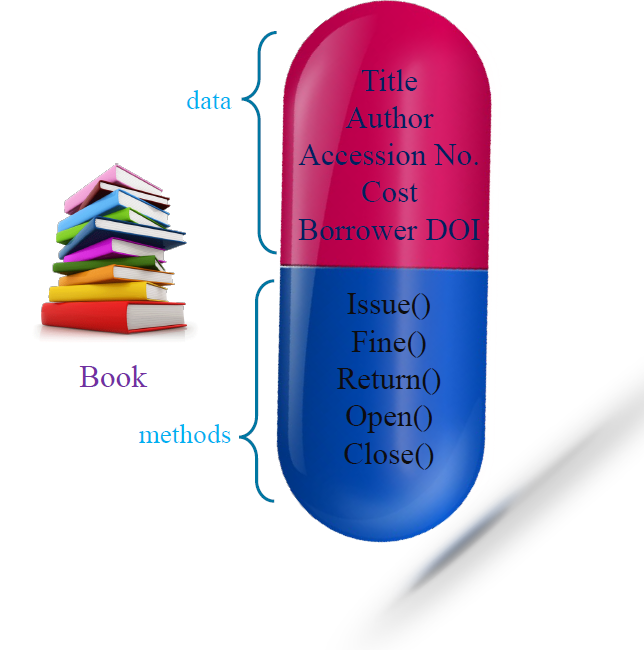 data
Title
Author
Accession No.
Cost
Borrower DOI
Book
methods
Issue()
Fine()
Return()
Open()
Close()